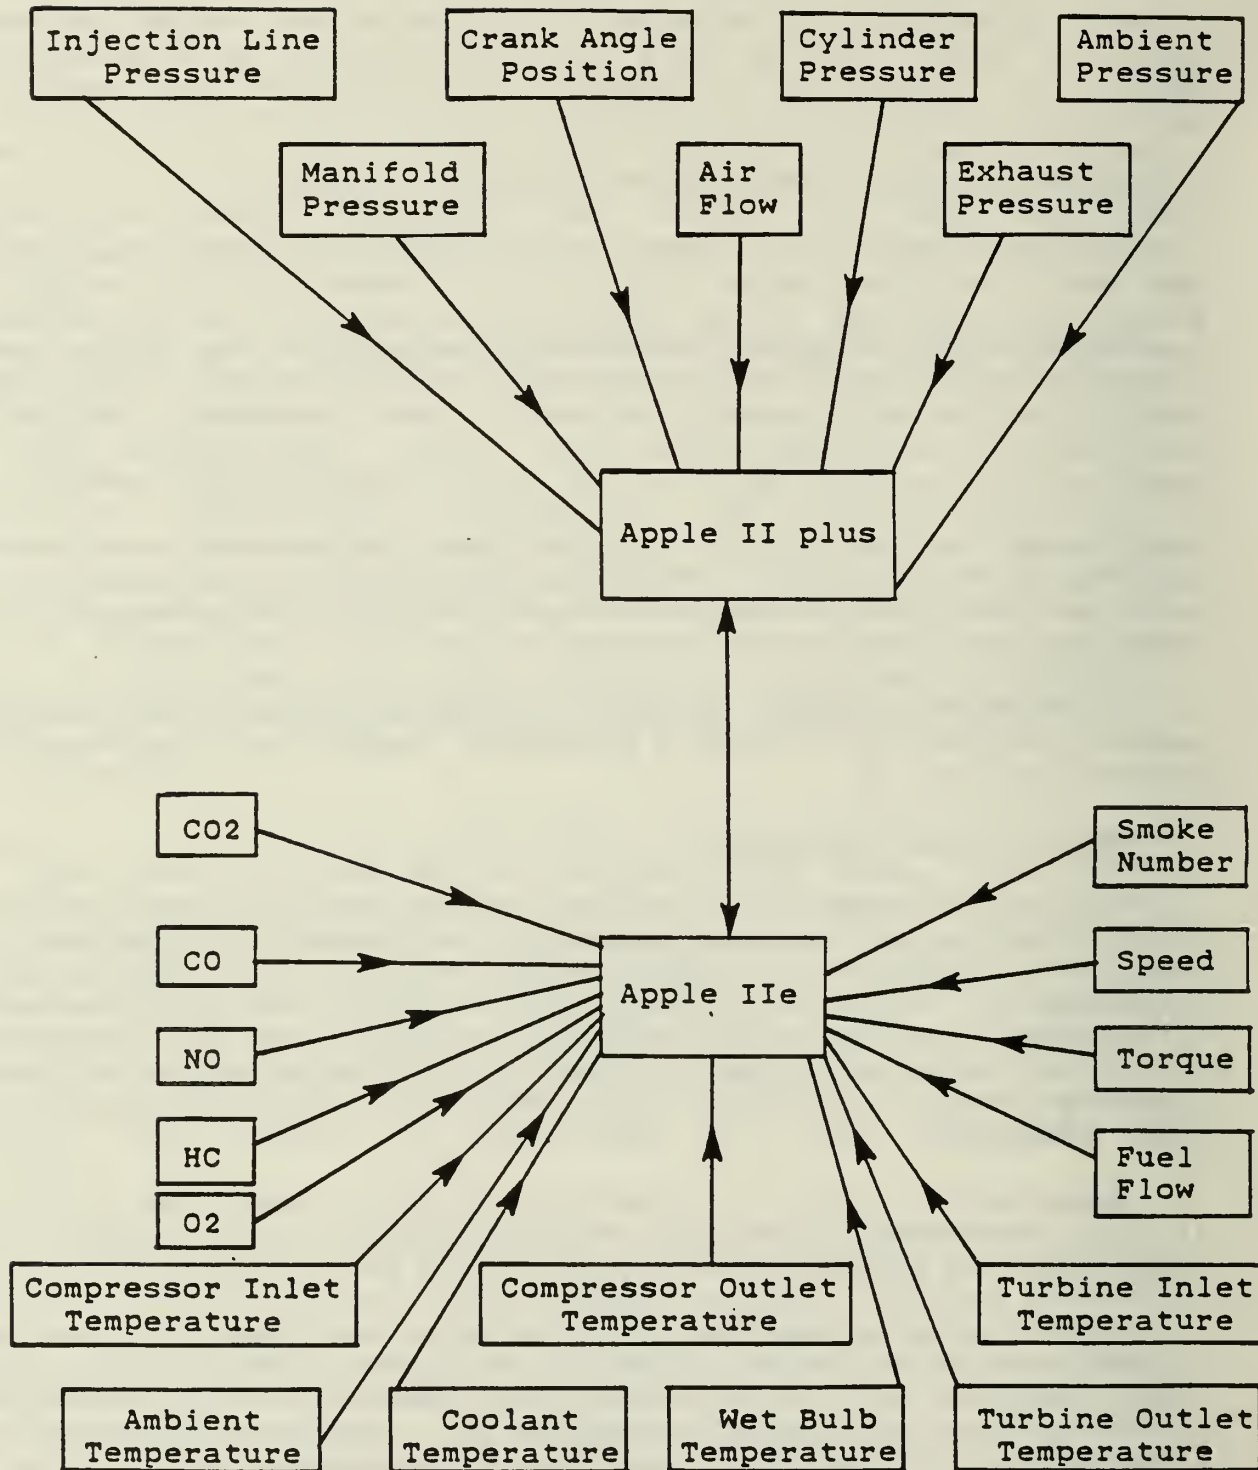 Injection Line
Pressure
Crank Angle
Position
Cylinder
Pressure
Ambient
Pressure
Manifold
Pressure
Air
Flow
Exhaust
Pressure
Apple II plus
CO2
Smoke
Number
CO
Speed
Apple IIe
NO
Torque
HC
Fuel
Flow
O2
Compressor Inlet
Temperature
Compressor Outlet
Temperature
Turbine Inlet
Temperature
Ambient
Temperature
Coolant
Temperature
Wet Bulb
Temperature
Turbine Outlet
Temperature